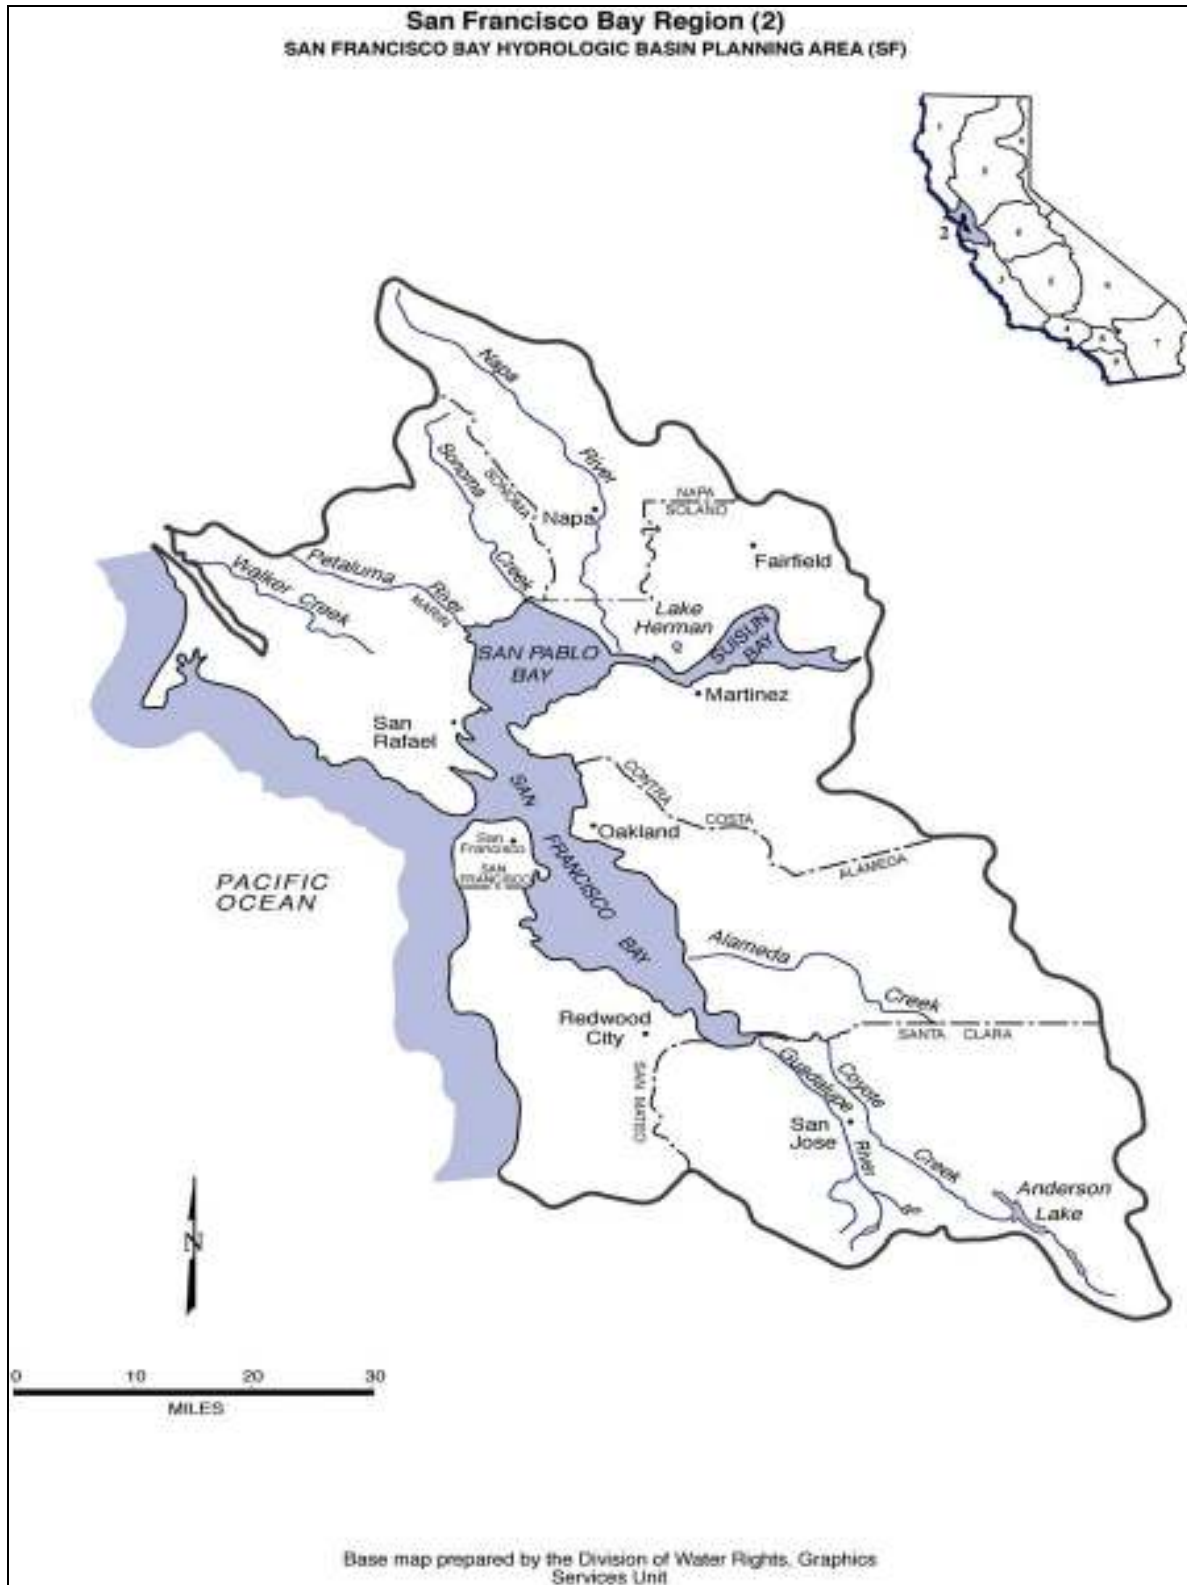 San Francisco Bay Region (2)
SAN FRANCISCO BAY HYDROLOGIC BASIN PLANNING AREA (SF)
2
7
Napa
River
Sonoma
Creek
SONOMA
Napa
NAPA
SOLANO
Fairfield
Walker Creek
Petaluma
River
MARIN
Lake
Herman
SUISUN
BAY
SAN PABLO
BAY
Martinez
San
Rafael
CONTRA
COSTA
ALAMEDA
SAN
FRANCISCO
BAY
Oakland
San
Francisco
SAN
FRANCISCO
PACIFIC
OCEAN
Alameda
Creek
Redwood
City
SANTA CLARA
SAN MATEO
Guadalupe
River
Coyote
Creek
San
Jose
Anderson
Lake
N
0 10 20 30
MILES
Base map prepared by the Division of Water Rights, Graphics
Services Unit